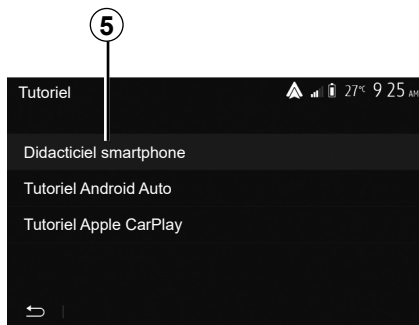 5
Tutoriel 27°C 9 25 AM
Didacticiel smartphone
Tutoriel Android Auto
Tutoriel Apple CarPlay